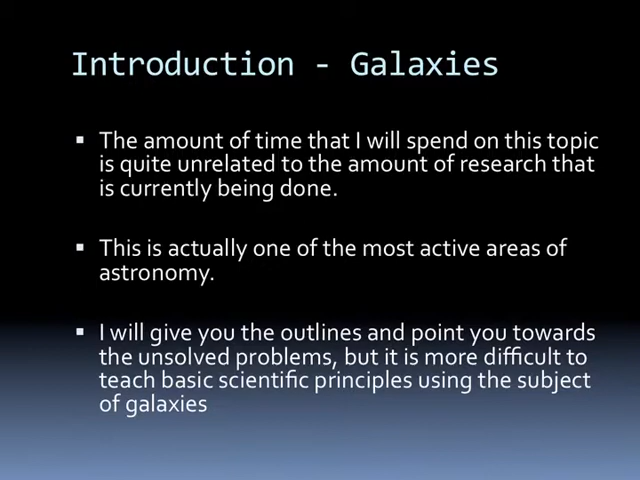 Introduction - Galaxies
▪ The amount of time that I will spend on this topic
is quite unrelated to the amount of research that
is currently being done.
▪ This is actually one of the most active areas of
astronomy.
▪ I will give you the outlines and point you towards
the unsolved problems, but it is more difficult to
teach basic scientific principles using the subject
of galaxies